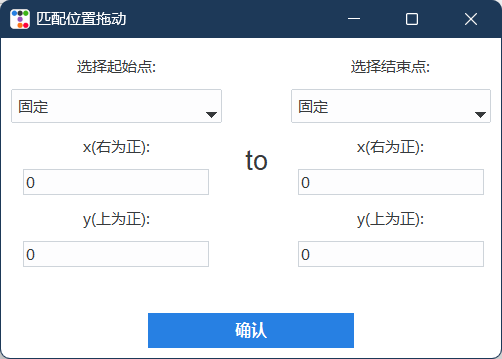 匹配位置拖动
选择起始点:
选择结束点:
固定
固定
x(右为正):
x(右为正):
to
0
0
y(上为正):
y(上为正):
0
0
确认